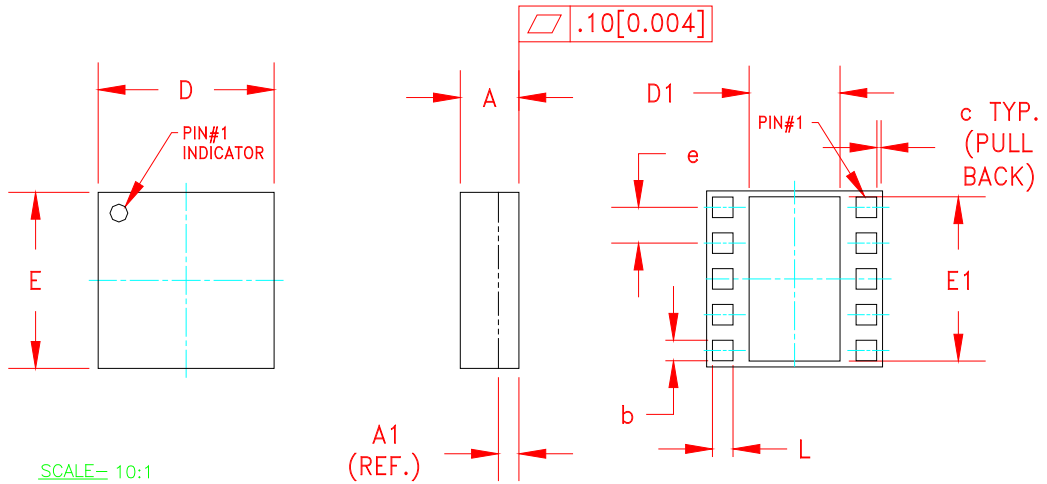 .10[0.004]
D
A
D1
c TYP.
(PULL
BACK)
PIN#1
INDICATOR
PIN#1
e
E
E1
b
A1
(REF.)
L
SCALE- 10:1